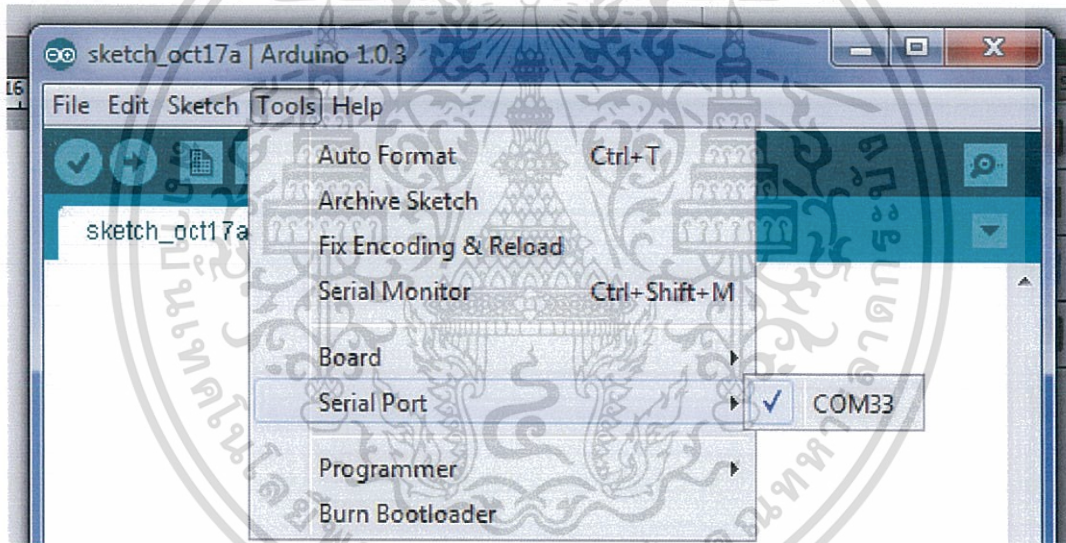 16
sketch_oct17a | Arduino 1.0.3
File Edit Sketch Tools Help
Auto Format Ctrl+T
Archive Sketch
sketch_oct17a
Fix Encoding & Reload
Serial Monitor Ctrl+Shift+M
Board
Serial Port
COM33
Programmer
Burn Bootloader